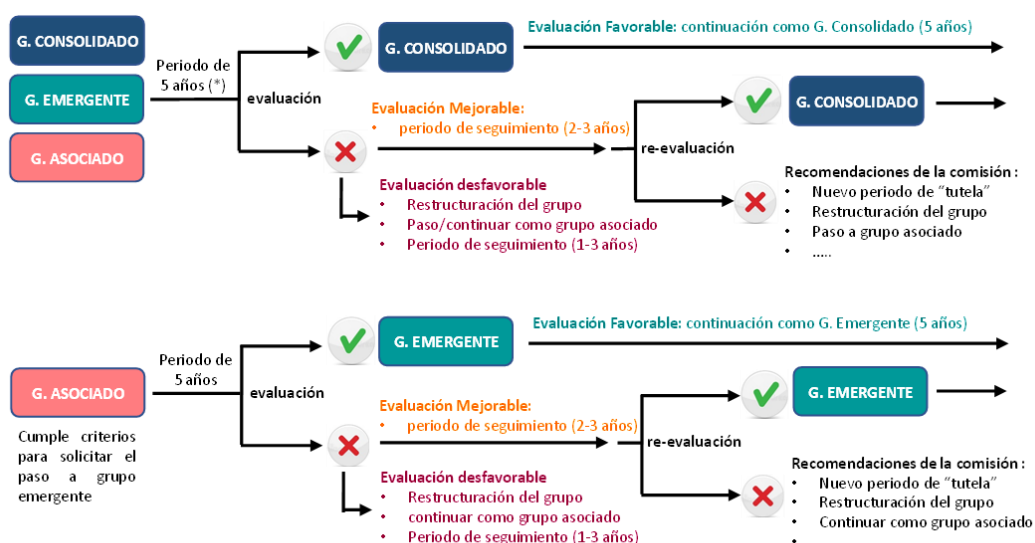 G. CONSOLIDADO
G. EMERGENTE
G. ASOCIADO
Periodo de
5 años (*)
evaluación
G. CONSOLIDADO
Evaluación Favorable: continuación como G. Consolidado (5 años)
Evaluación Mejorable:
• periodo de seguimiento (2-3 años)
re-evaluación
G. CONSOLIDADO
Evaluación desfavorable
• Restructuración del grupo
• Paso/continuar como grupo asociado
• Periodo de seguimiento (1-3 años)
Recomendaciones de la comisión :
• Nuevo periodo de "tutela"
• Restructuración del grupo
• Paso a grupo asociado
• .....
G. ASOCIADO
Cumple criterios
para solicitar el
paso a grupo
emergente
Periodo de
5 años
evaluación
G. EMERGENTE
Evaluación Favorable: continuación como G. Emergente (5 años)
Evaluación Mejorable:
• periodo de seguimiento (2-3 años)
re-evaluación
G. EMERGENTE
Evaluación desfavorable
• Restructuración del grupo
• continuar como grupo asociado
• Periodo de seguimiento (1-3 años)
Recomendaciones de la comisión :
• Nuevo periodo de "tutela"
• Restructuración del grupo
• Continuar como grupo asociado